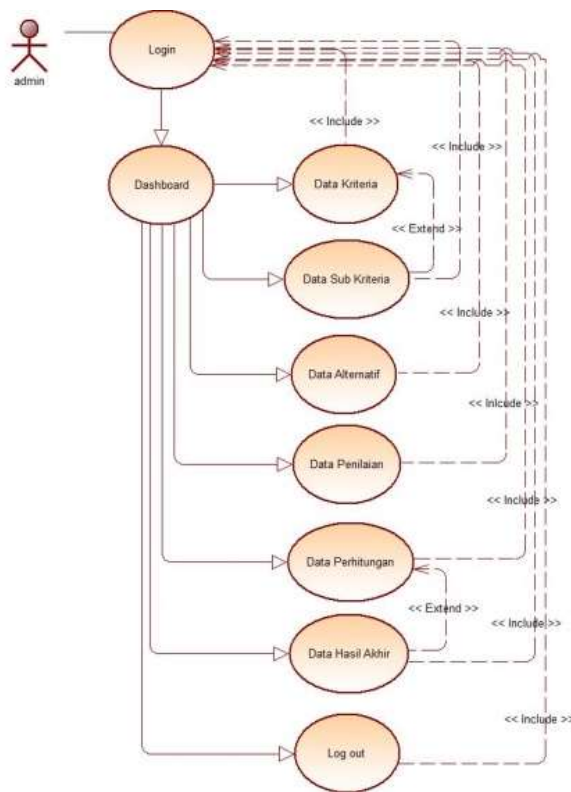 Login
admin
<< Include >>
<< Include >>
Dashboard
Data Kriteria
<< Extend >>
Data Sub Kriteria
<< Include >>
Data Alternatif
<< Inlcude >>
Data Penilaian
<< Include >>
Data Perhitungan
<< Extend >>
<< Include >>
Data Hasil Akhir
<< Include >>
Log out